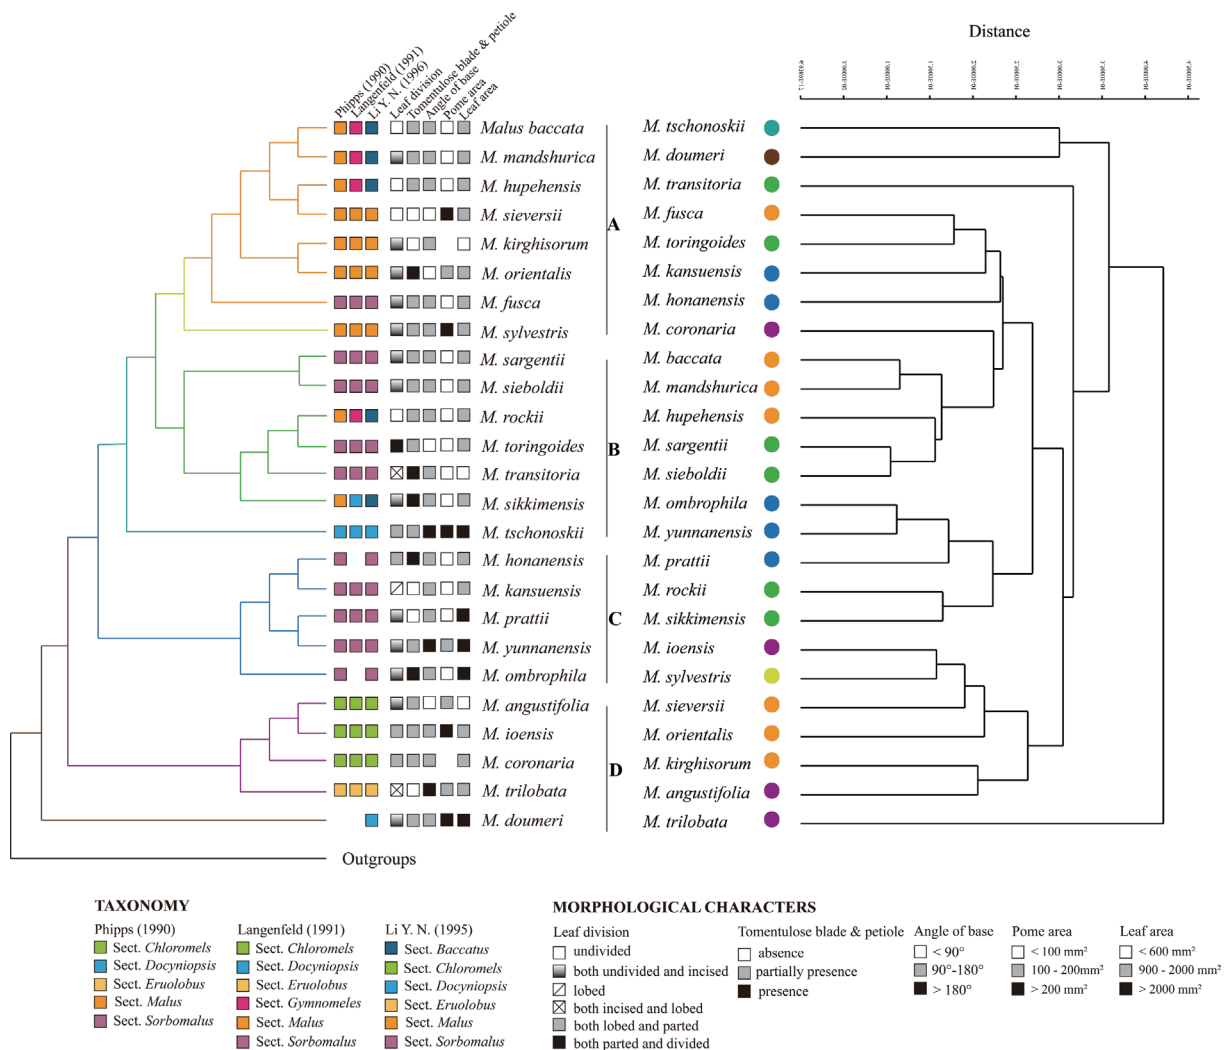 Distance
Phipps (1990)
Langenfeld (1991)
Li Y. N. (1996)
Leaf division
Tomentulose blade & petiole
Angle of base
Pome area
Leaf area
Malus baccata
M. mandshurica
M. hupehensis
M. sieversii
M. kirghisorum
M. orientalis
M. fusca
M. sylvestris
M. sargentii
M. sieboldii
M. rockii
M. toringoides
M. transitoria
M. sikkimensis
M. tschonoskii
M. honanensis
M. kansuensis
M. prattii
M. yunnanensis
M. ombrophila
M. angustifolia
M. ioensis
M. coronaria
M. trilobata
M. doumeri
Outgroups
A
B
C
D
M. tschonoskii
M. doumeri
M. transitoria
M. fusca
M. toringoides
M. kansuensis
M. honanensis
M. coronaria
M. baccata
M. mandshurica
M. hupehensis
M. sargentii
M. sieboldii
M. ombrophila
M. yunnanensis
M. prattii
M. rockii
M. sikkimensis
M. ioensis
M. sylvestris
M. sieversii
M. orientalis
M. kirghisorum
M. angustifolia
M. trilobata
TAXONOMY
Phipps (1990)
Sect. Chloromels
Sect. Docyniopsis
Sect. Eruolobus
Sect. Malus
Sect. Sorbomalus
Langenfeld (1991)
Sect. Chloromels
Sect. Docyniopsis
Sect. Eruolobus
Sect. Gymnomeles
Sect. Malus
Sect. Sorbomalus
Li Y. N. (1995)
Sect. Baccatus
Sect. Chloromels
Sect. Docyniopsis
Sect. Eruolobus
Sect. Malus
Sect. Sorbomalus
MORPHOLOGICAL CHARACTERS
Leaf division
undivided
both undivided and incised
lobed
both incised and lobed
both lobed and parted
both parted and divided
Tomentulose blade & petiole
absence
partially presence
presence
Angle of base
< 90°
90°-180°
> 180°
Pome area
< 100 mm²
100 - 200mm²
> 200 mm²
Leaf area
< 600 mm²
900 - 2000 mm²
> 2000 mm²